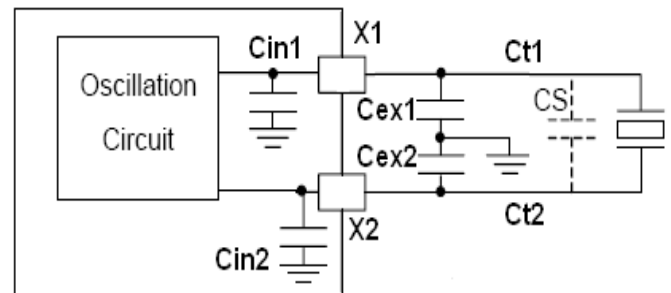 X1
Cin1
Ct1
Oscillation
Circuit
CS
Cex1
Cex2
X2
Ct2
Cin2